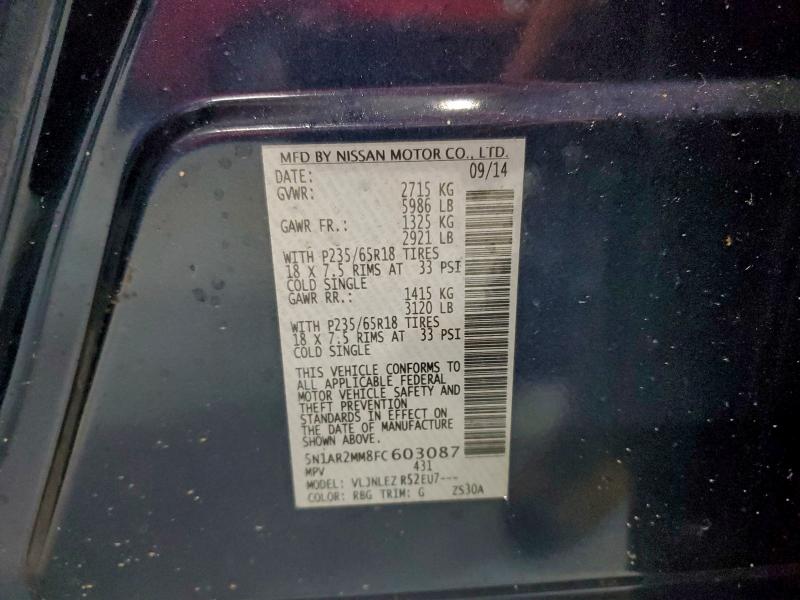 MFD BY NISSAN MOTOR CO., LTD.
DATE: 09/14
GVWR: 2715 KG
5986 LB
GAWR FR.: 1325 KG
2921 LB
WITH P235/65R18 TIRES
18 X 7.5 RIMS AT 33 PSI
COLD SINGLE
GAWR RR.: 1415 KG
3120 LB
WITH P235/65R18 TIRES
18 X 7.5 RIMS AT 33 PSI
COLD SINGLE
THIS VEHICLE CONFORMS TO
ALL APPLICABLE FEDERAL
MOTOR VEHICLE SAFETY AND
THEFT PREVENTION
STANDARDS IN EFFECT ON
THE DATE OF MANUFACTURE
SHOWN ABOVE.
5N1AR2MM8FC603087
MPV 431
MODEL: VLJNLEZ R52EU7---
COLOR: RBG TRIM: G ZS30A